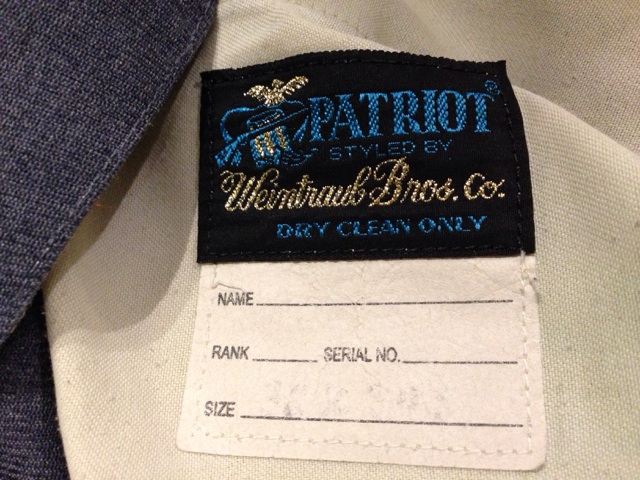 PATRIOT®
STYLED BY
Weintraub Bros. Co.
DRY CLEAN ONLY
NAME
RANK SERIAL NO.
SIZE